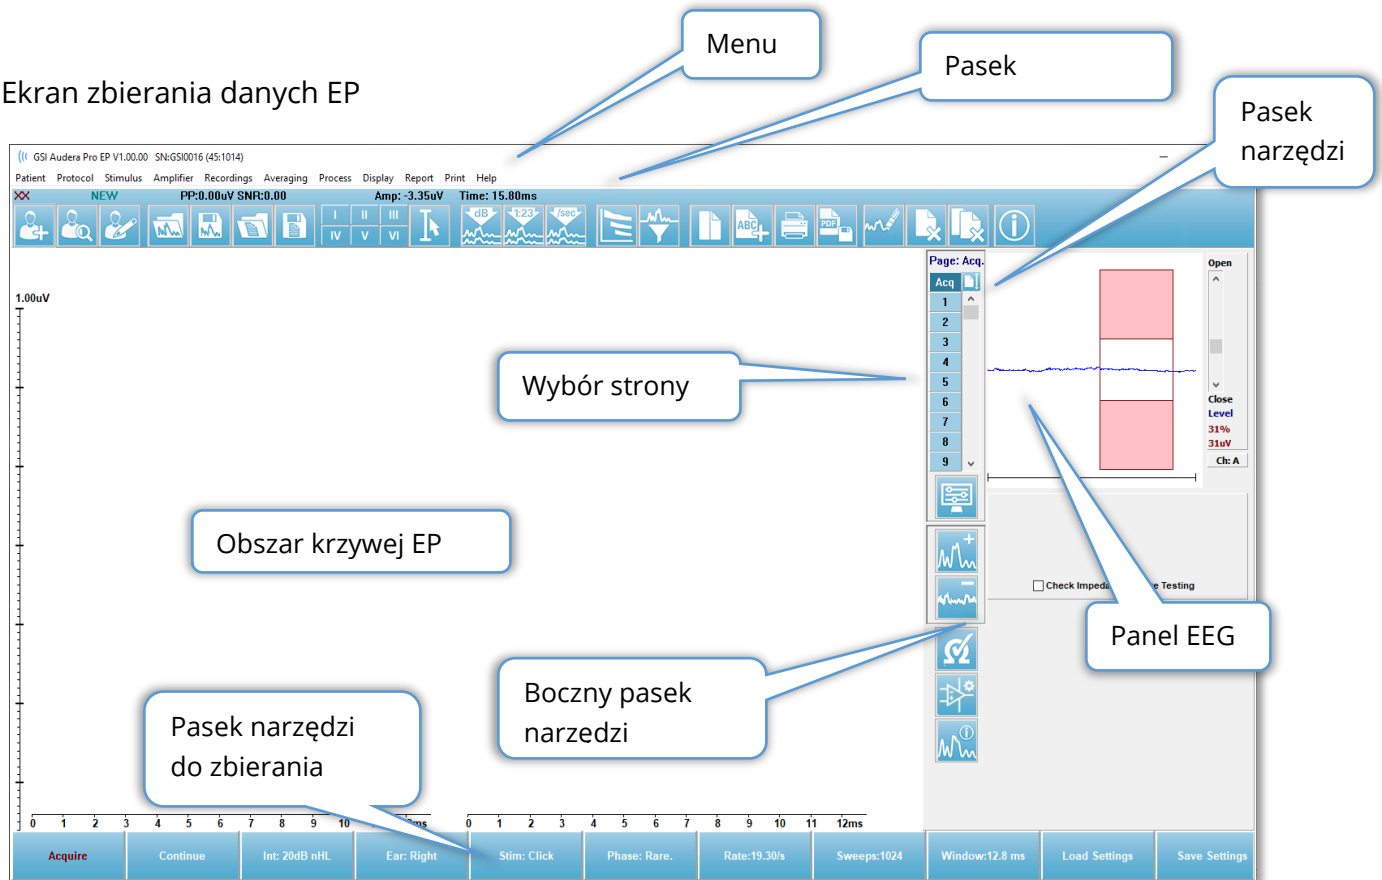 Menu
Pasek
Ekran zbierania danych EP
Pasek
narzędzi
GSI Audera Pro EP V1.00.00 SN:GSI0016 (45:1014)
Patient Protocol Stimulus Amplifier Recordings Averaging Process Display Report Print Help
NEW PP:0.00uV SNR:0.00 Amp: -3.35uV Time: 15.80ms
I II III
IV V VI
dB 1:23 /sec
ABC
PDF
Page: Acq.
Open
Acq
1.00uV
1
2
3
4
5
6
7
8
9
Wybór strony
Close
Level
31%
31uV
Ch: A
Obszar krzywej EP
Check Impeda e Testing
Panel EEG
Boczny pasek
narzedzi
Pasek narzędzi
do zbierania
0 1 2 3 4 5 6 7 8 9 10 ms
0 1 2 3 4 5 6 7 8 9 10 11 12ms
Acquire Continue Int: 20dB nHL Ear: Right Stim: Click Phase: Rare. Rate:19.30/s Sweeps:1024 Window:12.8 ms Load Settings Save Settings